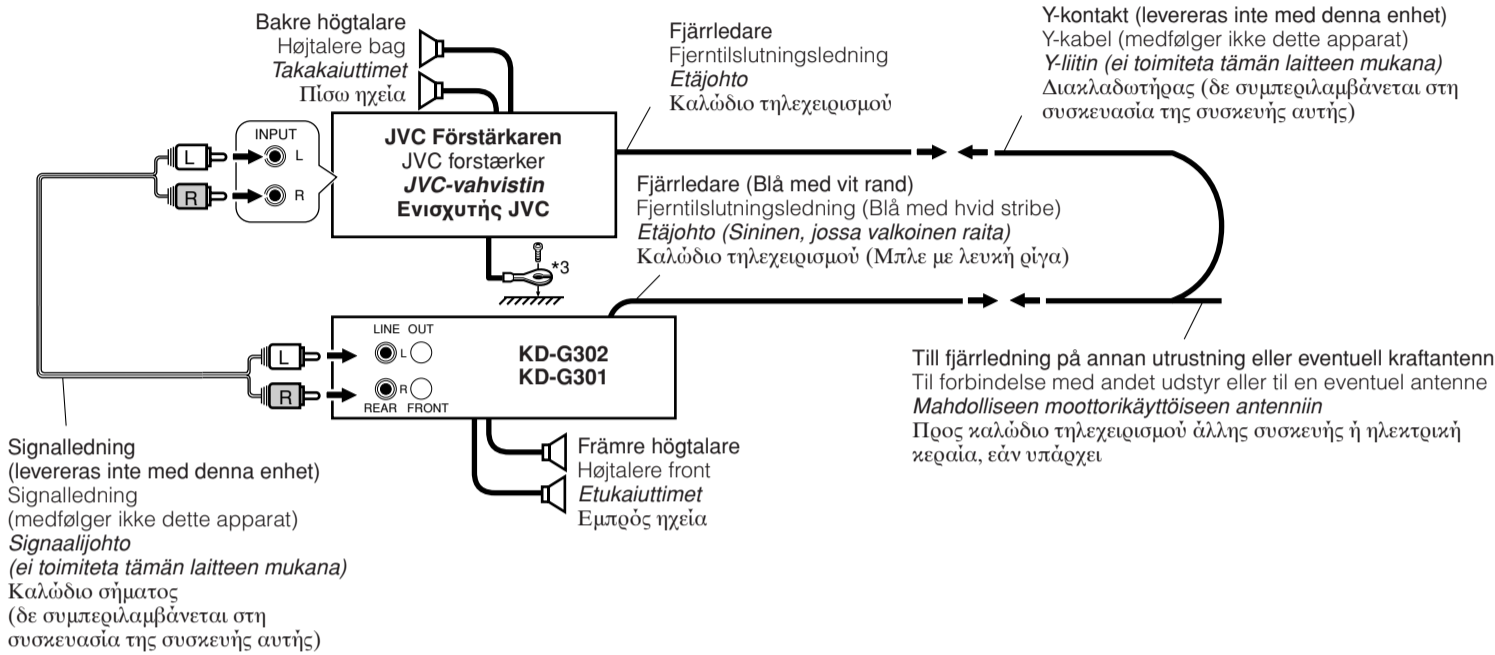 Bakre högtalare
Højtalere bag
Takakaiuttimet
Πίσω ηχεία
Fjärrledare
Fjerntilslutningsledning
Etäjohto
Καλώδιο τηλεχειρισμού
Y-kontakt (levereras inte med denna enhet)
Y-kabel (medfølger ikke dette apparat)
Y-liitin (ei toimiteta tämän laitteen mukana)
Διακλαδωτήρας (δε συμπεριλαμβάνεται στη
συσκευασία της συσκευής αυτής)
INPUT
L
L
R
R
JVC Förstärkaren
JVC forstærker
JVC-vahvistin
Ενισχυτής JVC
*3
Fjärrledare (Blå med vit rand)
Fjerntilslutningsledning (Blå med hvid stribe)
Etäjohto (Sininen, jossa valkoinen raita)
Καλώδιο τηλεχειρισμού (Μπλε με λευκή ρίγα)
LINE OUT
L
L
R
R
REAR FRONT
KD-G302
KD-G301
Till fjärrledning på annan utrustning eller eventuell kraftantenn
Til forbindelse med andet udstyr eller til en eventuel antenne
Mahdolliseen moottorikäyttöiseen antenniin
Προς καλώδιο τηλεχειρισμού άλλης συσκευής ή ηλεκτρική
κεραία, εάν υπάρχει
Främre högtalare
Højtalere front
Etukaiuttimet
Εμπρός ηχεία
Signalledning
(levereras inte med denna enhet)
Signalledning
(medfølger ikke dette apparat)
Signaalijohto
(ei toimiteta tämän laitteen mukana)
Καλώδιο σήματος
(δε συμπεριλαμβάνεται στη
συσκευασία της συσκευής αυτής)